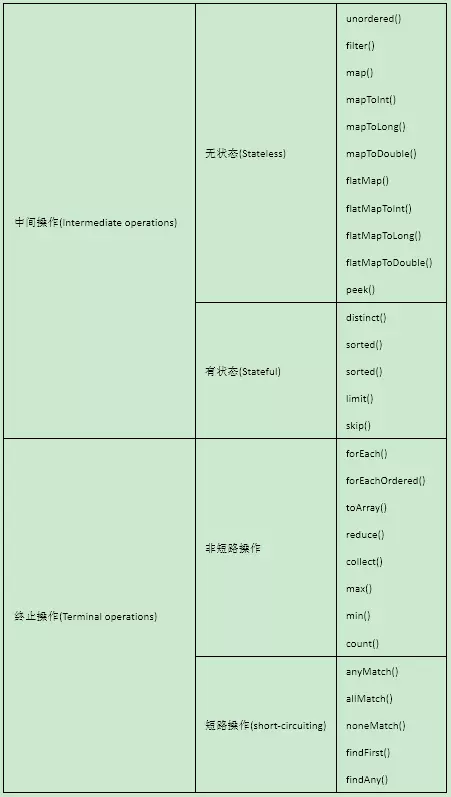 中间操作(Intermediate operations)
无状态(Stateless)
unordered()
filter()
map()
mapToInt()
mapToLong()
mapToDouble()
flatMap()
flatMapToInt()
flatMapToLong()
flatMapToDouble()
peek()
有状态(Stateful)
distinct()
sorted()
sorted()
limit()
skip()
终止操作(Terminal operations)
非短路操作
forEach()
forEachOrdered()
toArray()
reduce()
collect()
max()
min()
count()
短路操作(short-circuiting)
anyMatch()
allMatch()
noneMatch()
findFirst()
findAny()